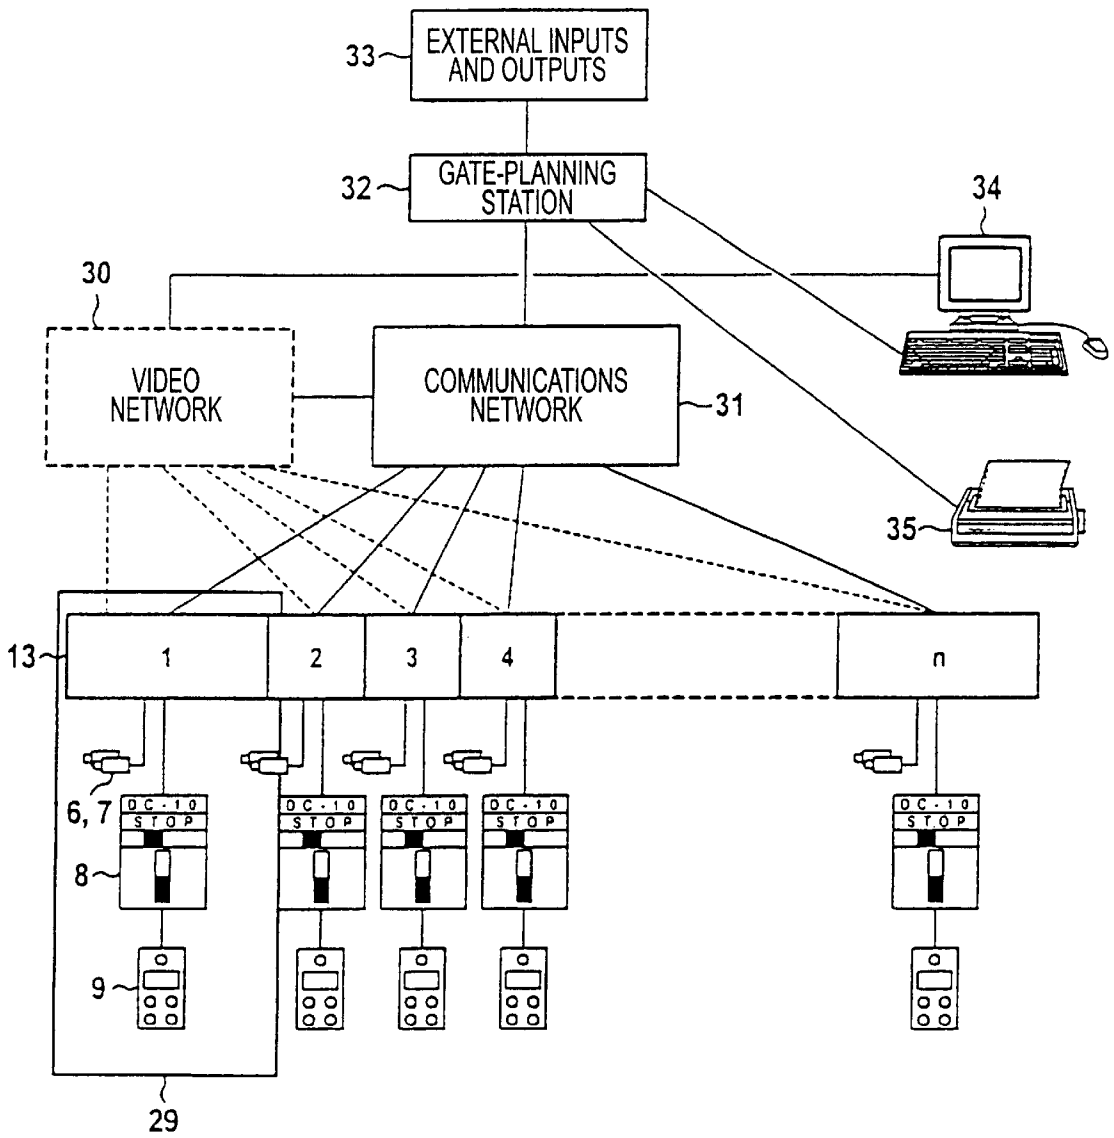 33
EXTERNAL INPUTS
AND OUTPUTS
32
GATE-PLANNING
STATION
34
30
VIDEO
NETWORK
COMMUNICATIONS
NETWORK
31
35
13
1
2
3
4
n
6, 7
DC-10
STOP
DC-10
STOP
DC-10
STOP
DC-10
STOP
DC-10
STOP
8
9
29